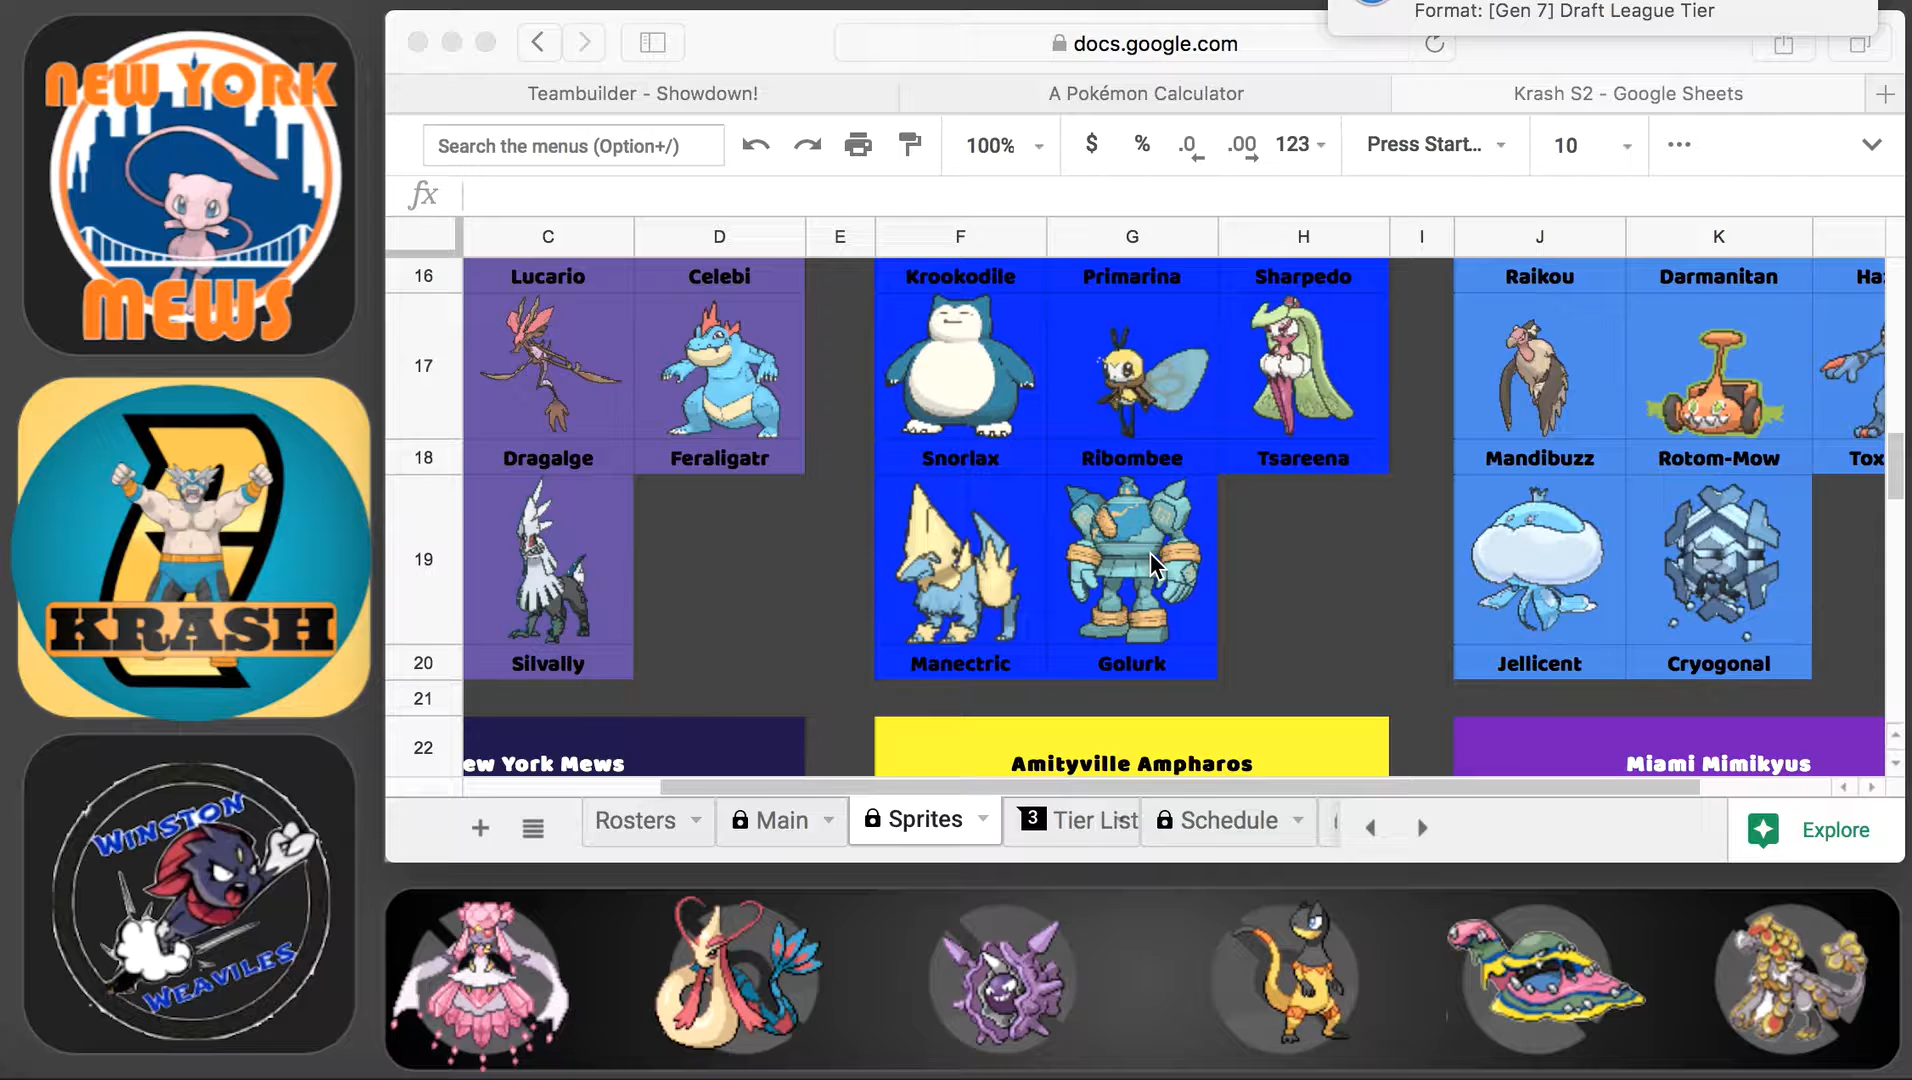 NEW YORK
MEWS
KRASH
WINSTON
WEAVILES
Format: [Gen 7] Draft League Tier
docs.google.com
Teambuilder - Showdown!
A Pokémon Calculator
Krash S2 - Google Sheets
Search the menus (Option+/)
100%
$ % .0 .00 123
Press Start...
10
fx
C D E F G H I J K
16 Lucario Celebi Krookodile Primarina Sharpedo Raikou Darmanitan Ha
17
18 Dragalge Feraligatr Snorlax Ribombee Tsareena Mandibuzz Rotom-Mow Tox
19
20 Silvally Manectric Golurk Jellicent Cryogonal
21
22 ew York Mews Amityville Ampharos Miami Mimikyus
Rosters Main Sprites 3 Tier List Schedule
Explore